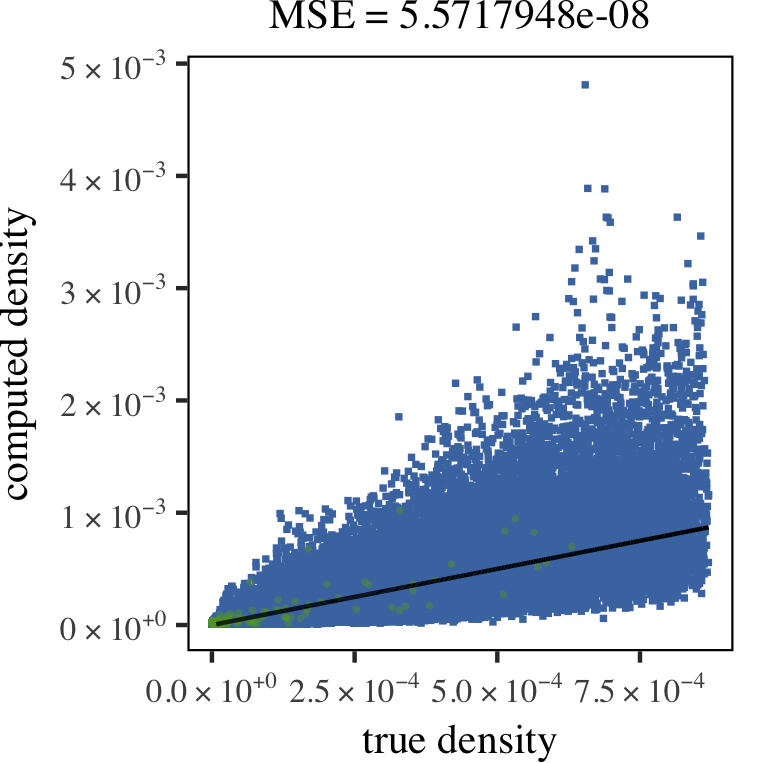 MSE = 5.5717948e-08
5 × 10⁻³
4 × 10⁻³
3 × 10⁻³
2 × 10⁻³
1 × 10⁻³
0 × 10⁺⁰
computed density
0.0 × 10⁺⁰ 2.5 × 10⁻⁴ 5.0 × 10⁻⁴ 7.5 × 10⁻⁴
true density